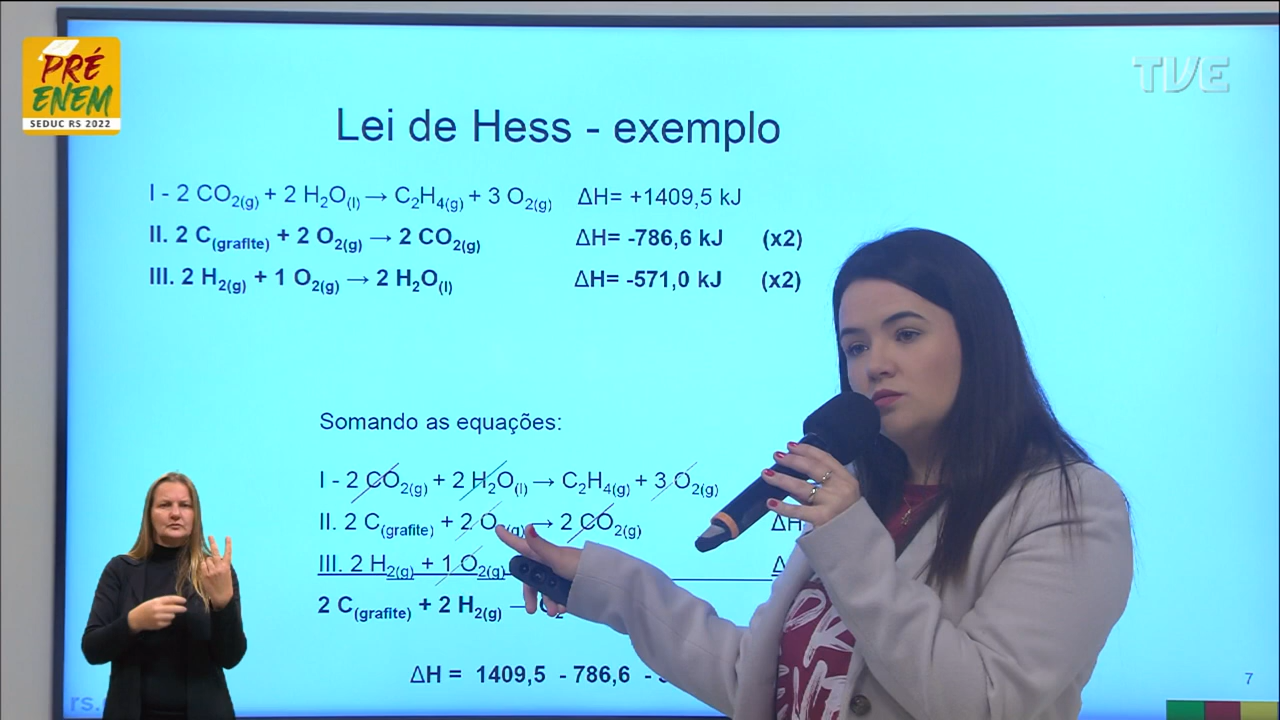 PRÉ
ENEM
SEDUC RS 2022
TVE
Lei de Hess - exemplo
I - 2 CO2(g) + 2 H2O(l) → C2H4(g) + 3 O2(g) ΔH= +1409,5 kJ
II. 2 C(grafite) + 2 O2(g) → 2 CO2(g) ΔH= -786,6 kJ (x2)
III. 2 H2(g) + 1 O2(g) → 2 H2O(l) ΔH= -571,0 kJ (x2)
Somando as equações:
I - 2 CO2(g) + 2 H2O(l) → C2H4(g) + 3 O2(g)
II. 2 C(grafite) + 2 O (g) → 2 CO2(g) ΔH
III. 2 H2(g) + 1 O2(g)
2 C(grafite) + 2 H2(g) →
ΔH = 1409,5 - 786,6 -
rs.
7